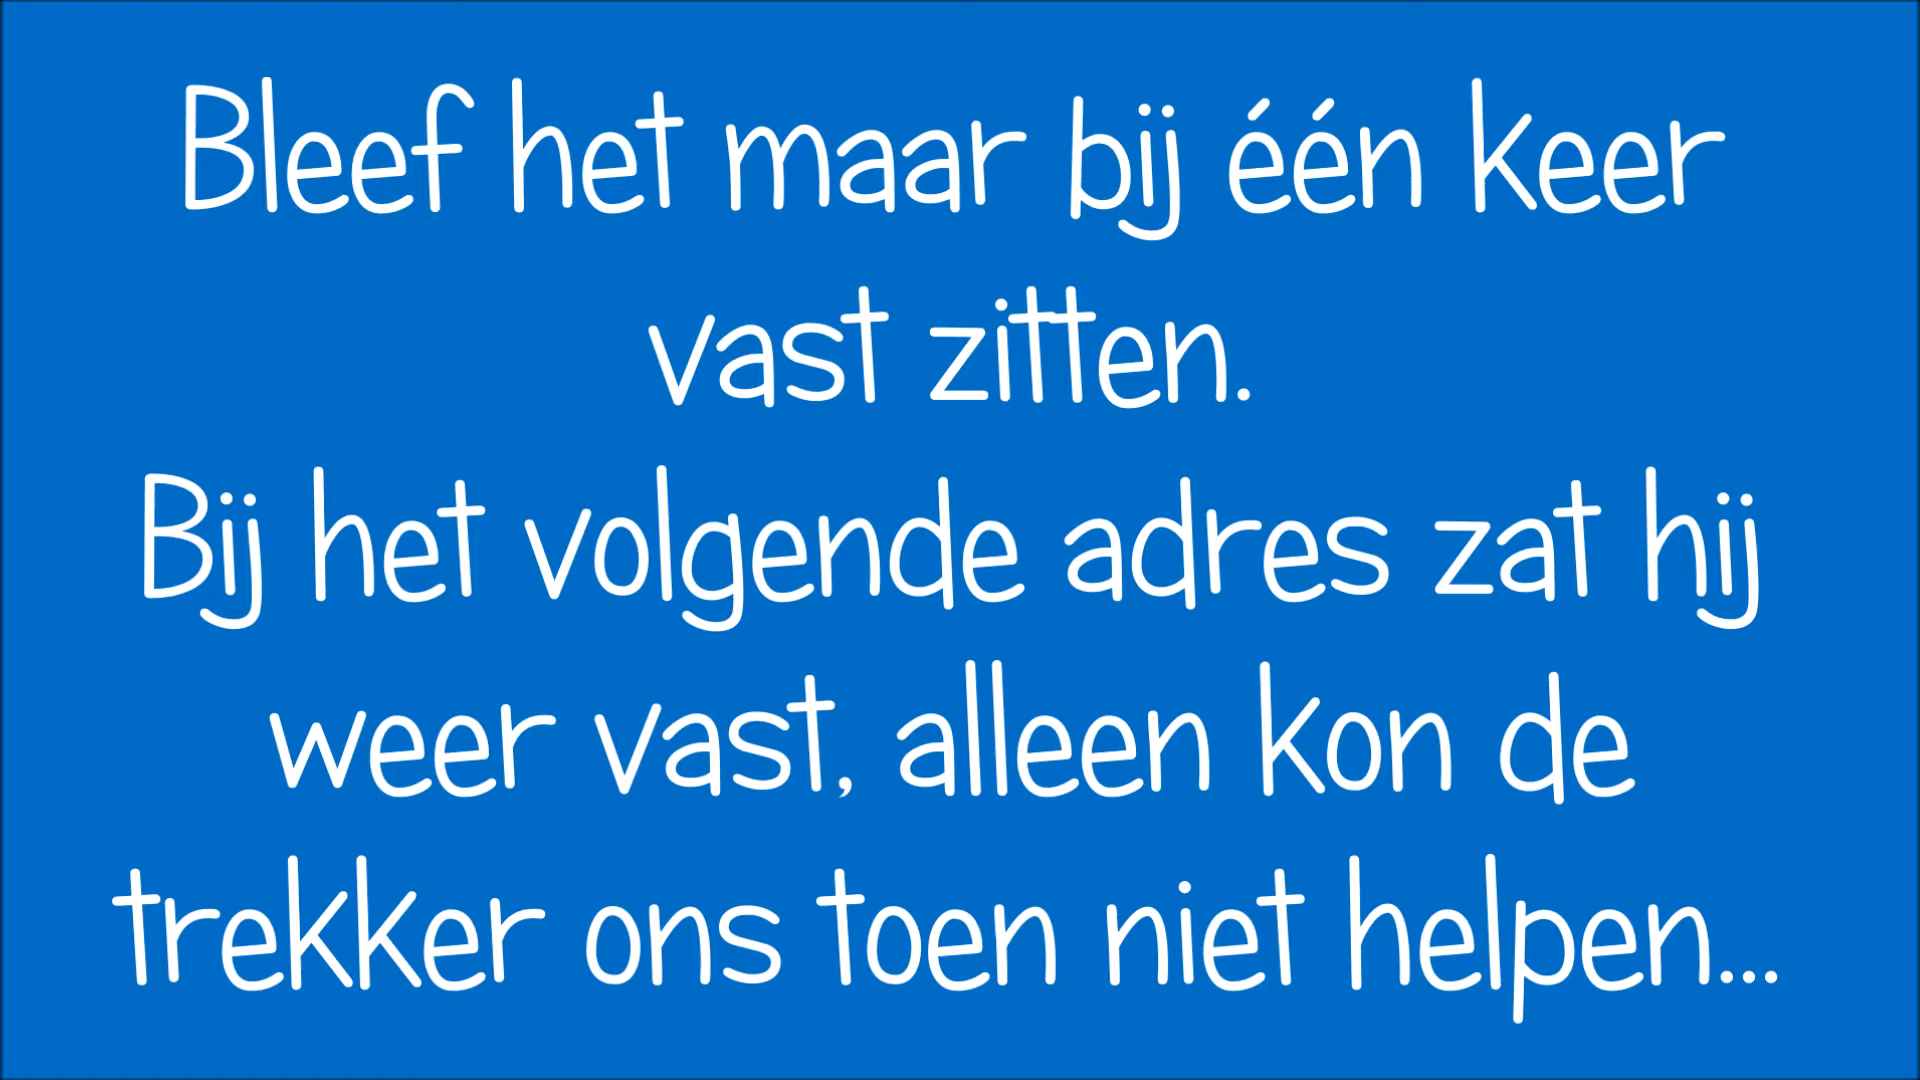 Bleef het maar bij één keer
vast zitten.
Bij het volgende adres zat hij
weer vast, alleen kon de
trekker ons toen niet helpen...